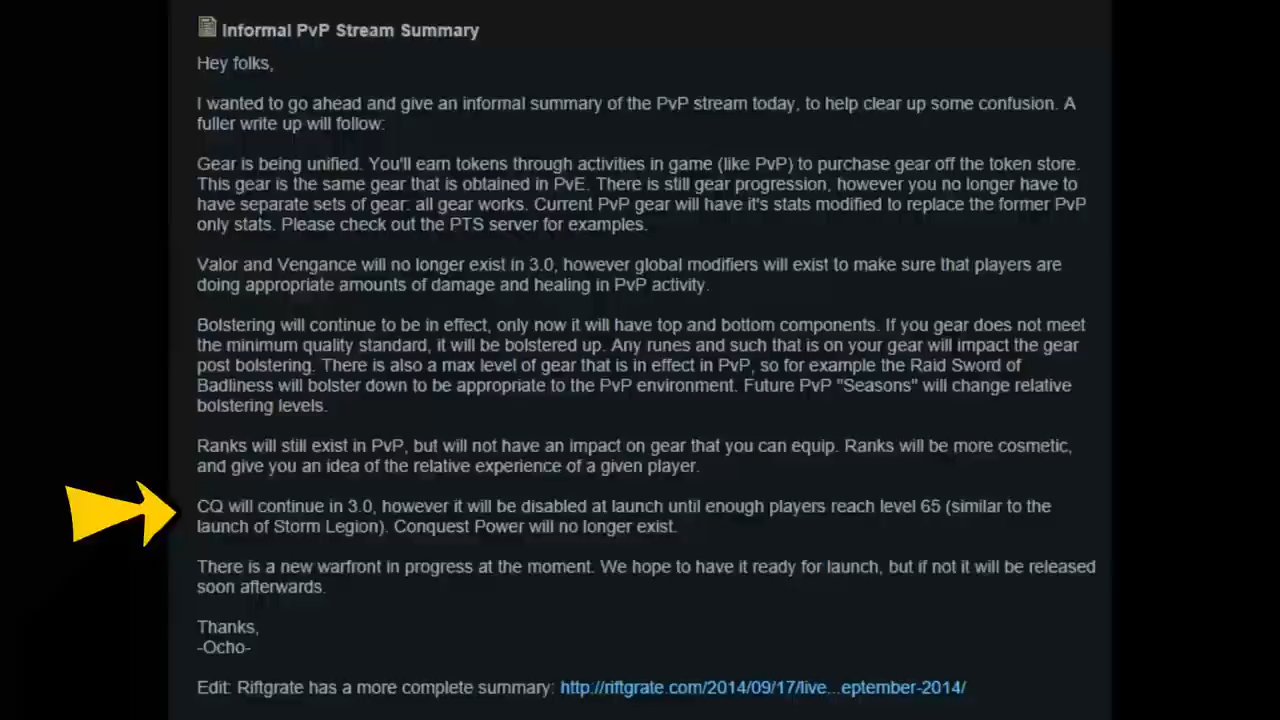 Informal PvP Stream Summary
Hey folks,
I wanted to go ahead and give an informal summary of the PvP stream today, to help clear up some confusion. A
fuller write up will follow:
Gear is being unified. You'll earn tokens through activities in game (like PvP) to purchase gear off the token store.
This gear is the same gear that is obtained in PvE. There is still gear progression, however you no longer have to
have separate sets of gear: all gear works. Current PvP gear will have it's stats modified to replace the former PvP
only stats. Please check out the PTS server for examples.
Valor and Vengance will no longer exist in 3.0, however global modifiers will exist to make sure that players are
doing appropriate amounts of damage and healing in PvP activity.
Bolstering will continue to be in effect, only now it will have top and bottom components. If you gear does not meet
the minimum quality standard, it will be bolstered up. Any runes and such that is on your gear will impact the gear
post bolstering. There is also a max level of gear that is in effect in PvP, so for example the Raid Sword of
Badliness will bolster down to be appropriate to the PvP environment. Future PvP "Seasons" will change relative
bolstering levels.
Ranks will still exist in PvP, but will not have an impact on gear that you can equip. Ranks will be more cosmetic,
and give you an idea of the relative experience of a given player.
CQ will continue in 3.0, however it will be disabled at launch until enough players reach level 65 (similar to the
launch of Storm Legion). Conquest Power will no longer exist.
There is a new warfront in progress at the moment. We hope to have it ready for launch, but if not it will be released
soon afterwards.
Thanks,
-Ocho-
Edit: Riftgrate has a more complete summary: http://riftgrate.com/2014/09/17/live...eptember-2014/